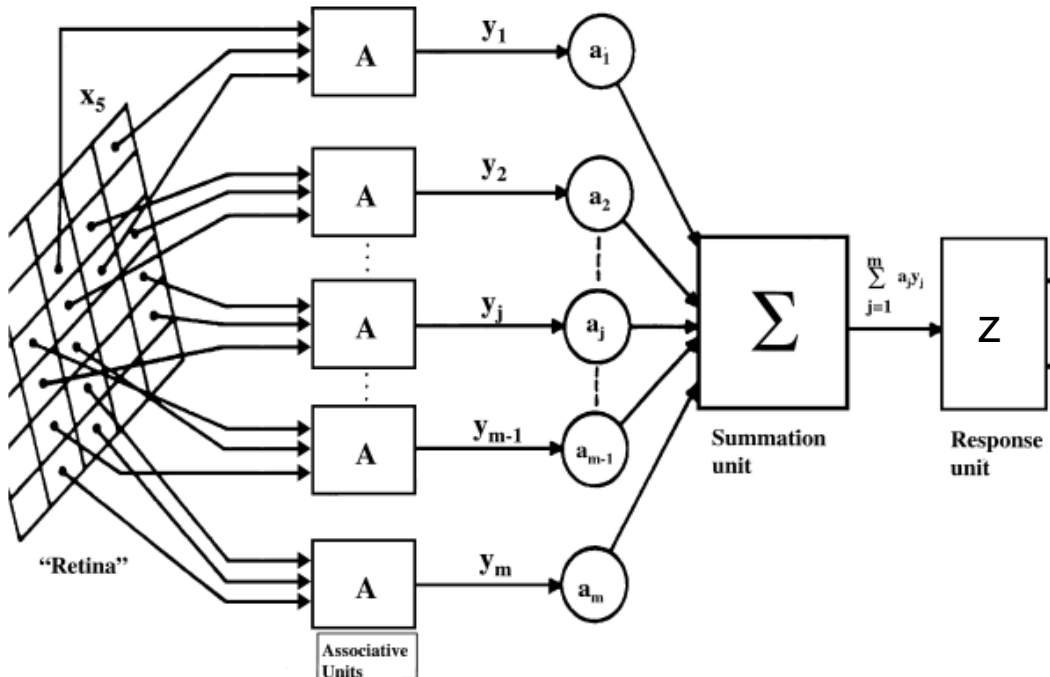 x₅
A y₁ a₁
A y₂ a₂
A yⱼ aⱼ
A yₘ₋₁ aₘ₋₁
A yₘ aₘ
Σ
m
∑ aⱼyⱼ
j=1
Z
Summation
unit
Response
unit
“Retina”
Associative
Units